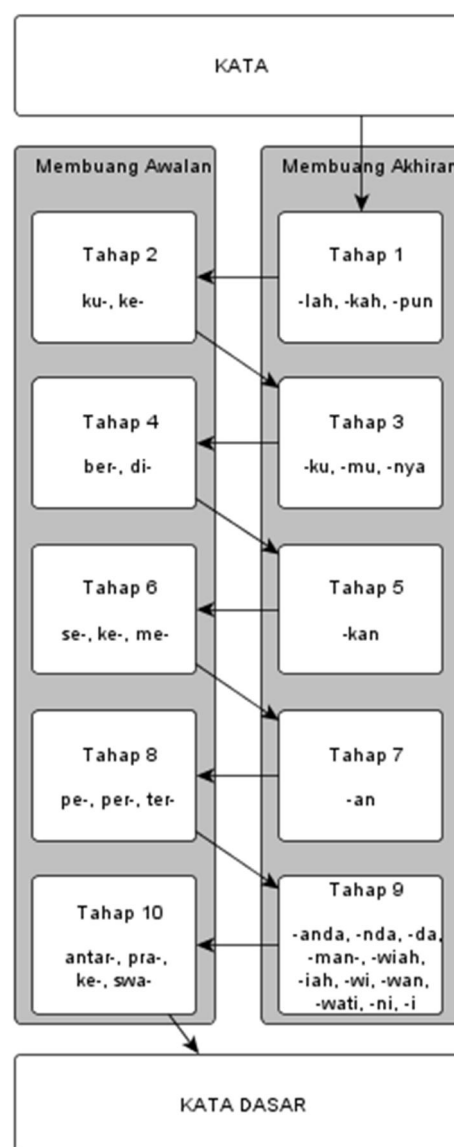 KATA
Membuang Awalan
Membuang Akhiran
Tahap 1
-lah, -kah, -pun
Tahap 2
ku-, ke-
Tahap 3
-ku, -mu, -nya
Tahap 4
ber-, di-
Tahap 5
-kan
Tahap 6
se-, ke-, me-
Tahap 7
-an
Tahap 8
pe-, per-, ter-
Tahap 9
-anda, -nda, -da,
-man-, -wiah,
-iah, -wi, -wan,
-wati, -ni, -i
Tahap 10
antar-, pra-,
ke-, swa-
KATA DASAR